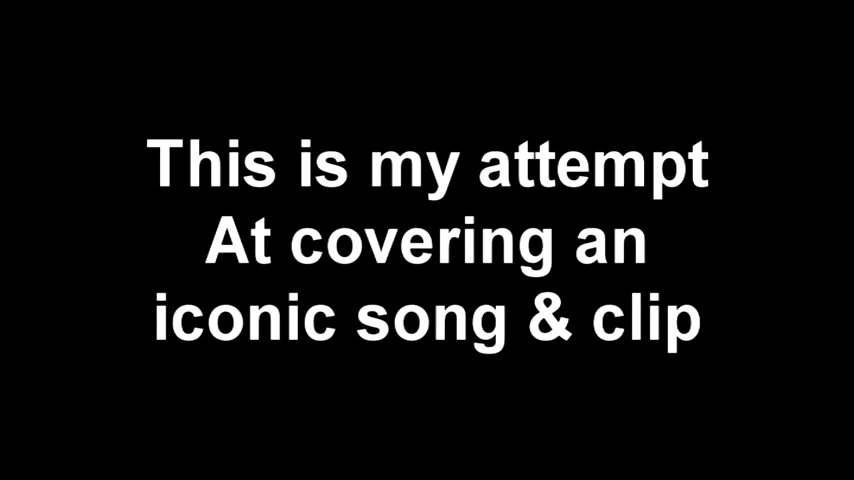 This is my attempt
At covering an
iconic song & clip